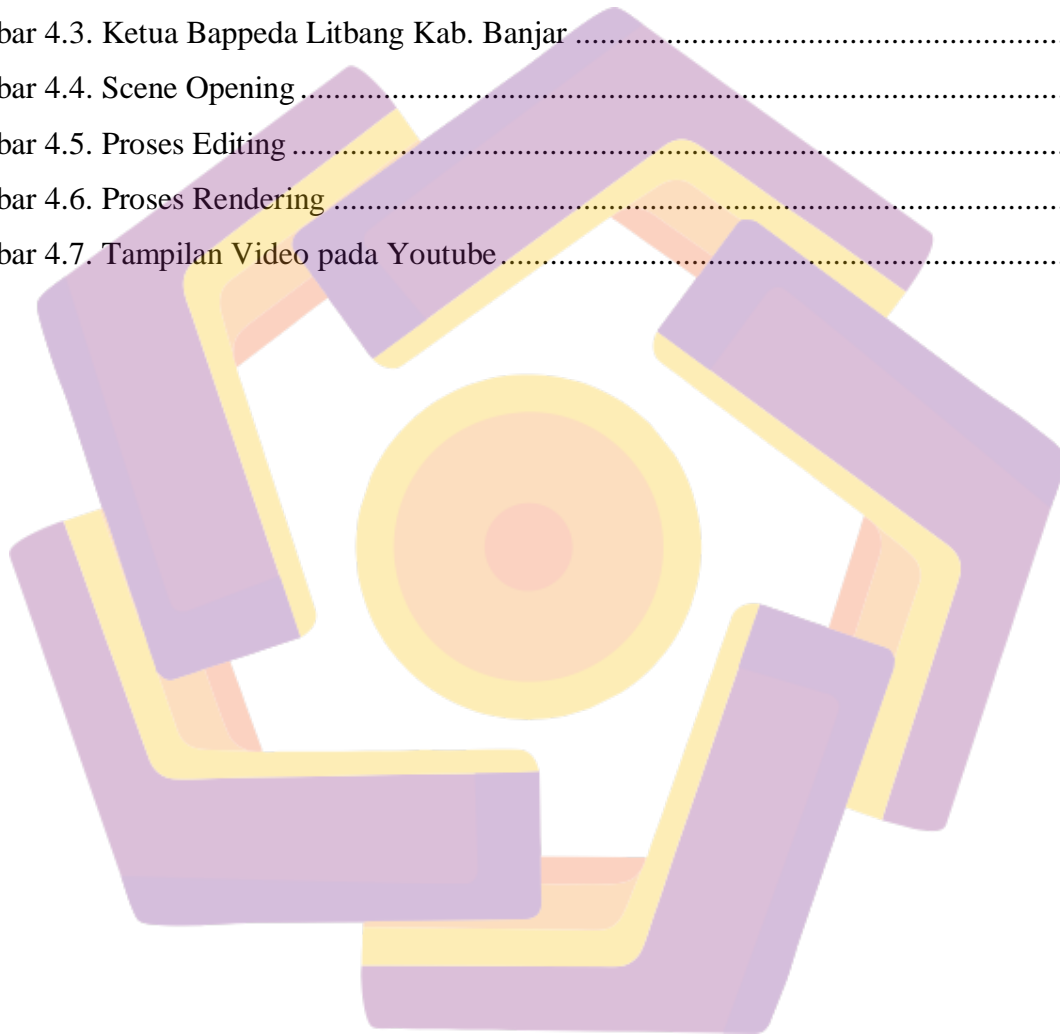 bar 4.3. Ketua Bappeda Litbang Kab. Banjar ......................................................
bar 4.4. Scene Opening ..........................................................................................
bar 4.5. Proses Editing ...........................................................................................
bar 4.6. Proses Rendering ......................................................................................
bar 4.7. Tampilan Video pada Youtube ................................................................